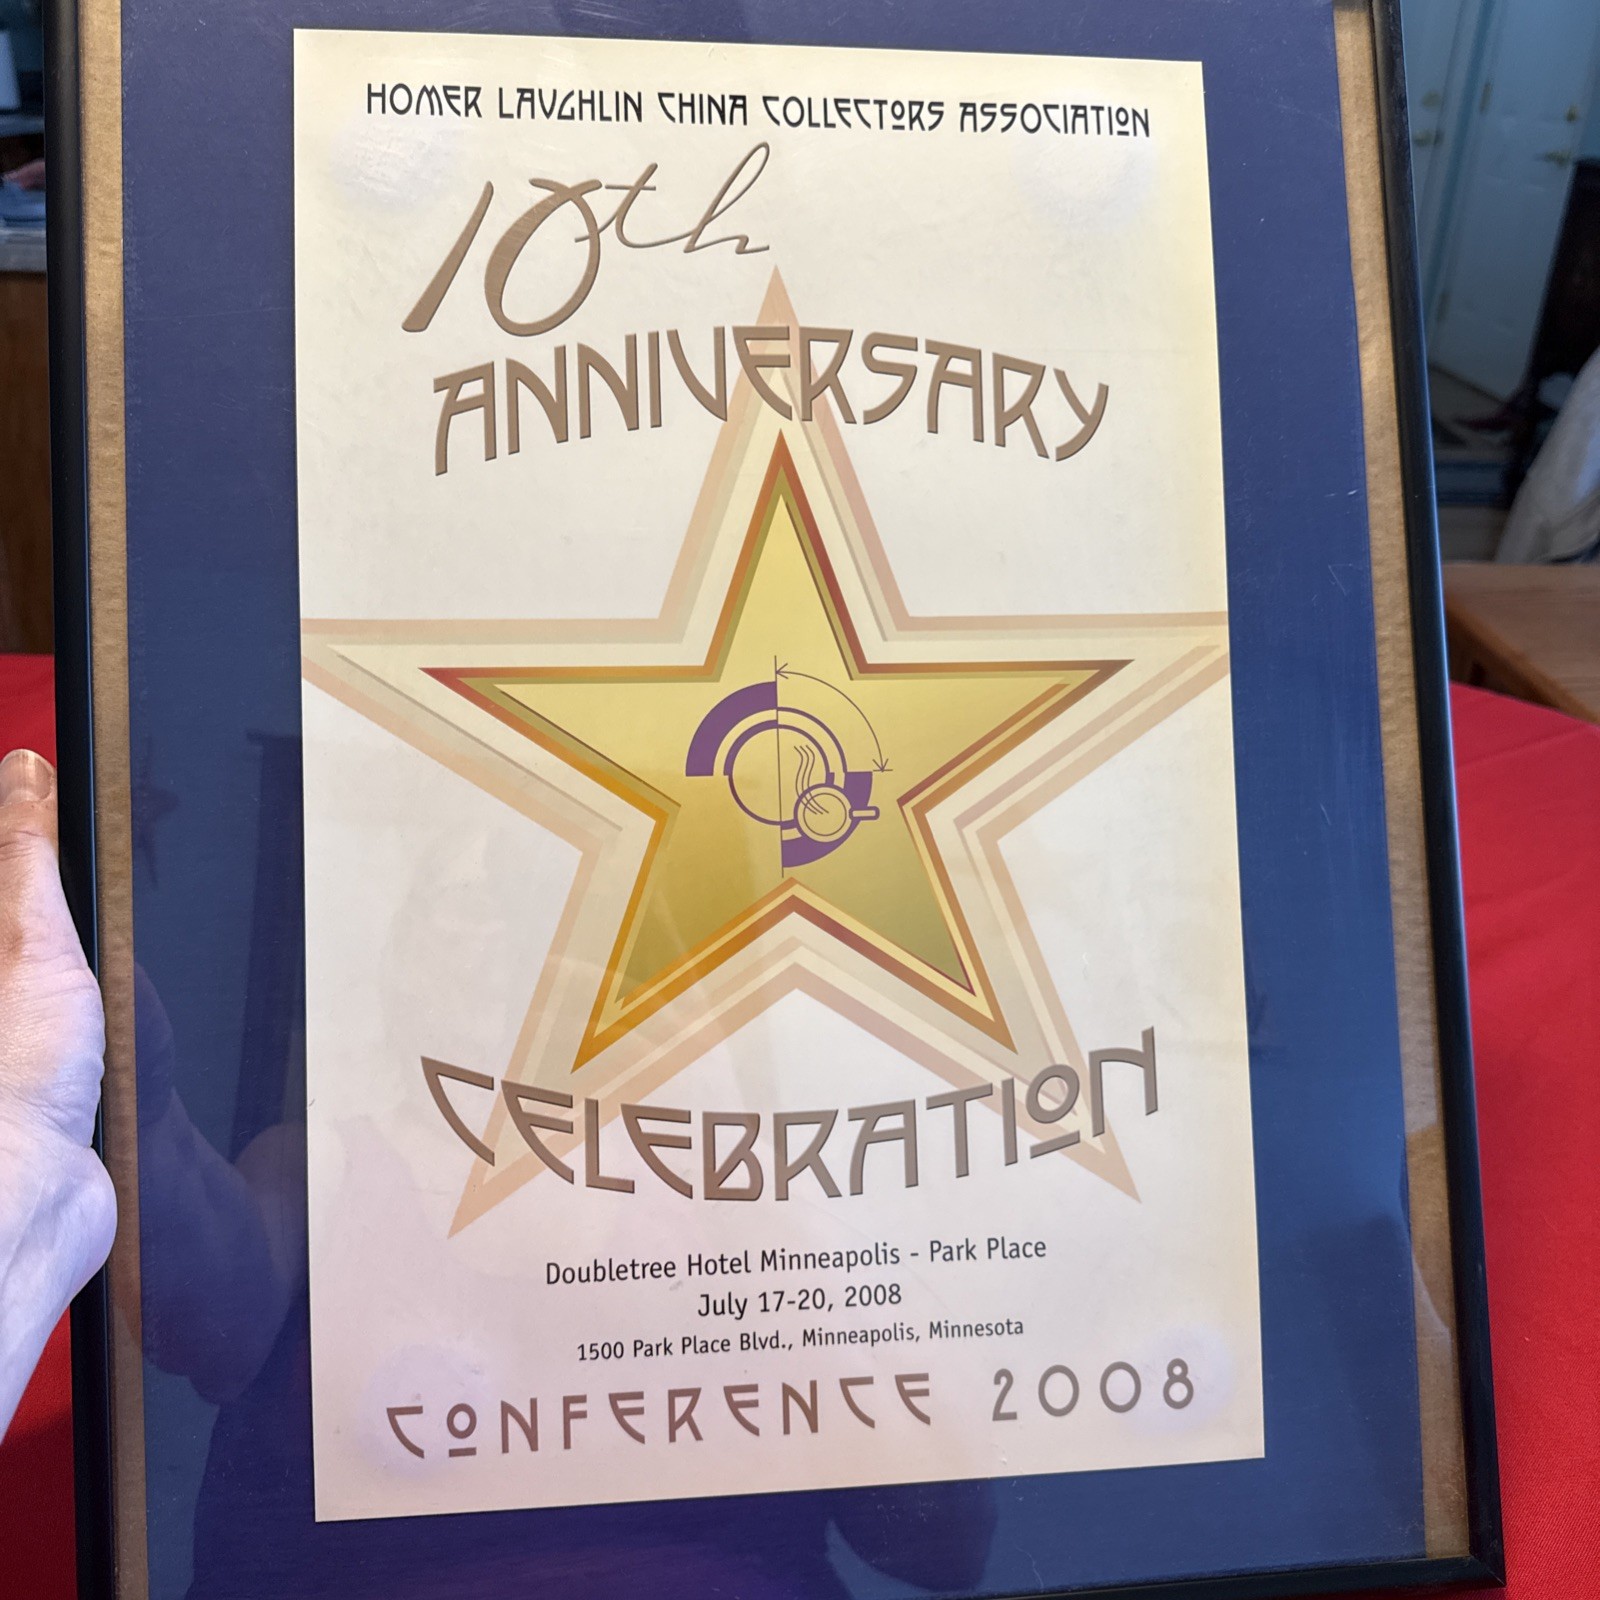 HOMER LAUGHLIN CHINA COLLECTORS ASSOCIATION
10th
ANNIVERSARY
CELEBRATION
Doubletree Hotel Minneapolis - Park Place
July 17-20, 2008
1500 Park Place Blvd., Minneapolis, Minnesota
CONFERENCE 2008